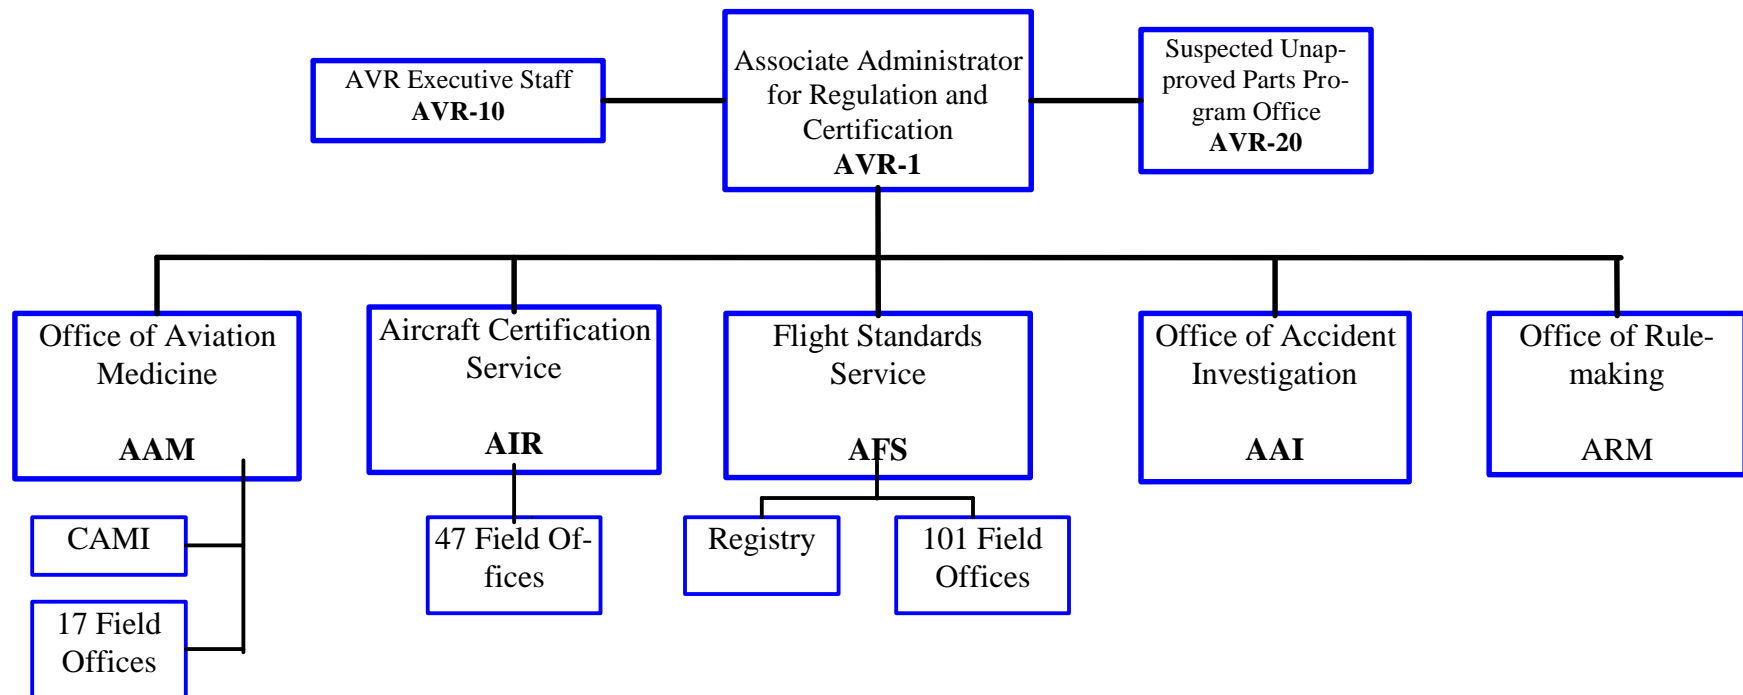 AVR Executive Staff
AVR-10
Associate Administrator
for Regulation and
Certification
AVR-1
Suspected Unap-
proved Parts Pro-
gram Office
AVR-20
Office of Aviation
Medicine
AAM
Aircraft Certification
Service
AIR
Flight Standards
Service
AFS
Office of Accident
Investigation
AAI
Office of Rule-
making
ARM
CAMI
17 Field
Offices
47 Field Of-
fices
Registry
101 Field
Offices